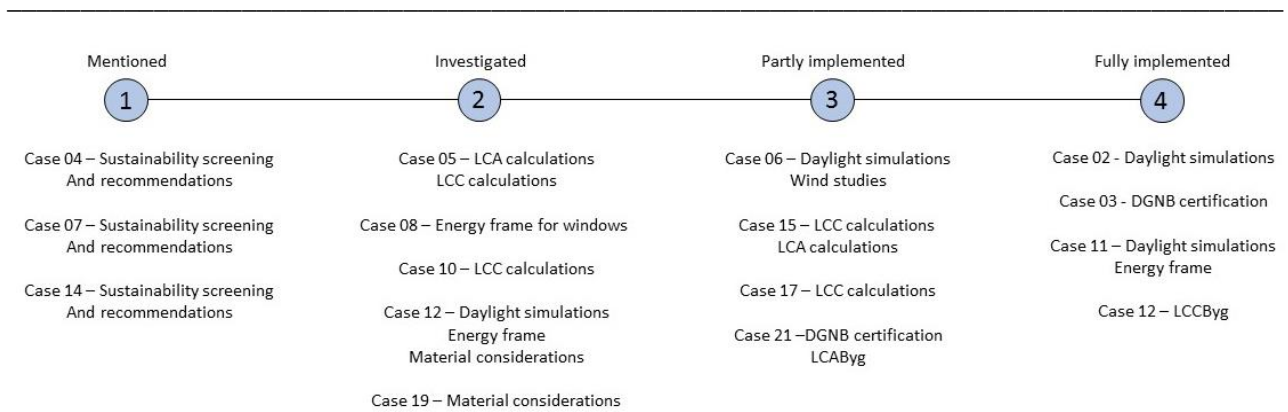 Mentioned
1
Case 04 – Sustainability screening
And recommendations
Case 07 – Sustainability screening
And recommendations
Case 14 – Sustainability screening
And recommendations
Investigated
2
Case 05 – LCA calculations
LCC calculations
Case 08 – Energy frame for windows
Case 10 – LCC calculations
Case 12 – Daylight simulations
Energy frame
Material considerations
Case 19 – Material considerations
Partly implemented
3
Case 06 – Daylight simulations
Wind studies
Case 15 – LCC calculations
LCA calculations
Case 17 – LCC calculations
Case 21 –DGNB certification
LCAByg
Fully implemented
4
Case 02 - Daylight simulations
Case 03 - DGNB certification
Case 11 – Daylight simulations
Energy frame
Case 12 – LCCByg